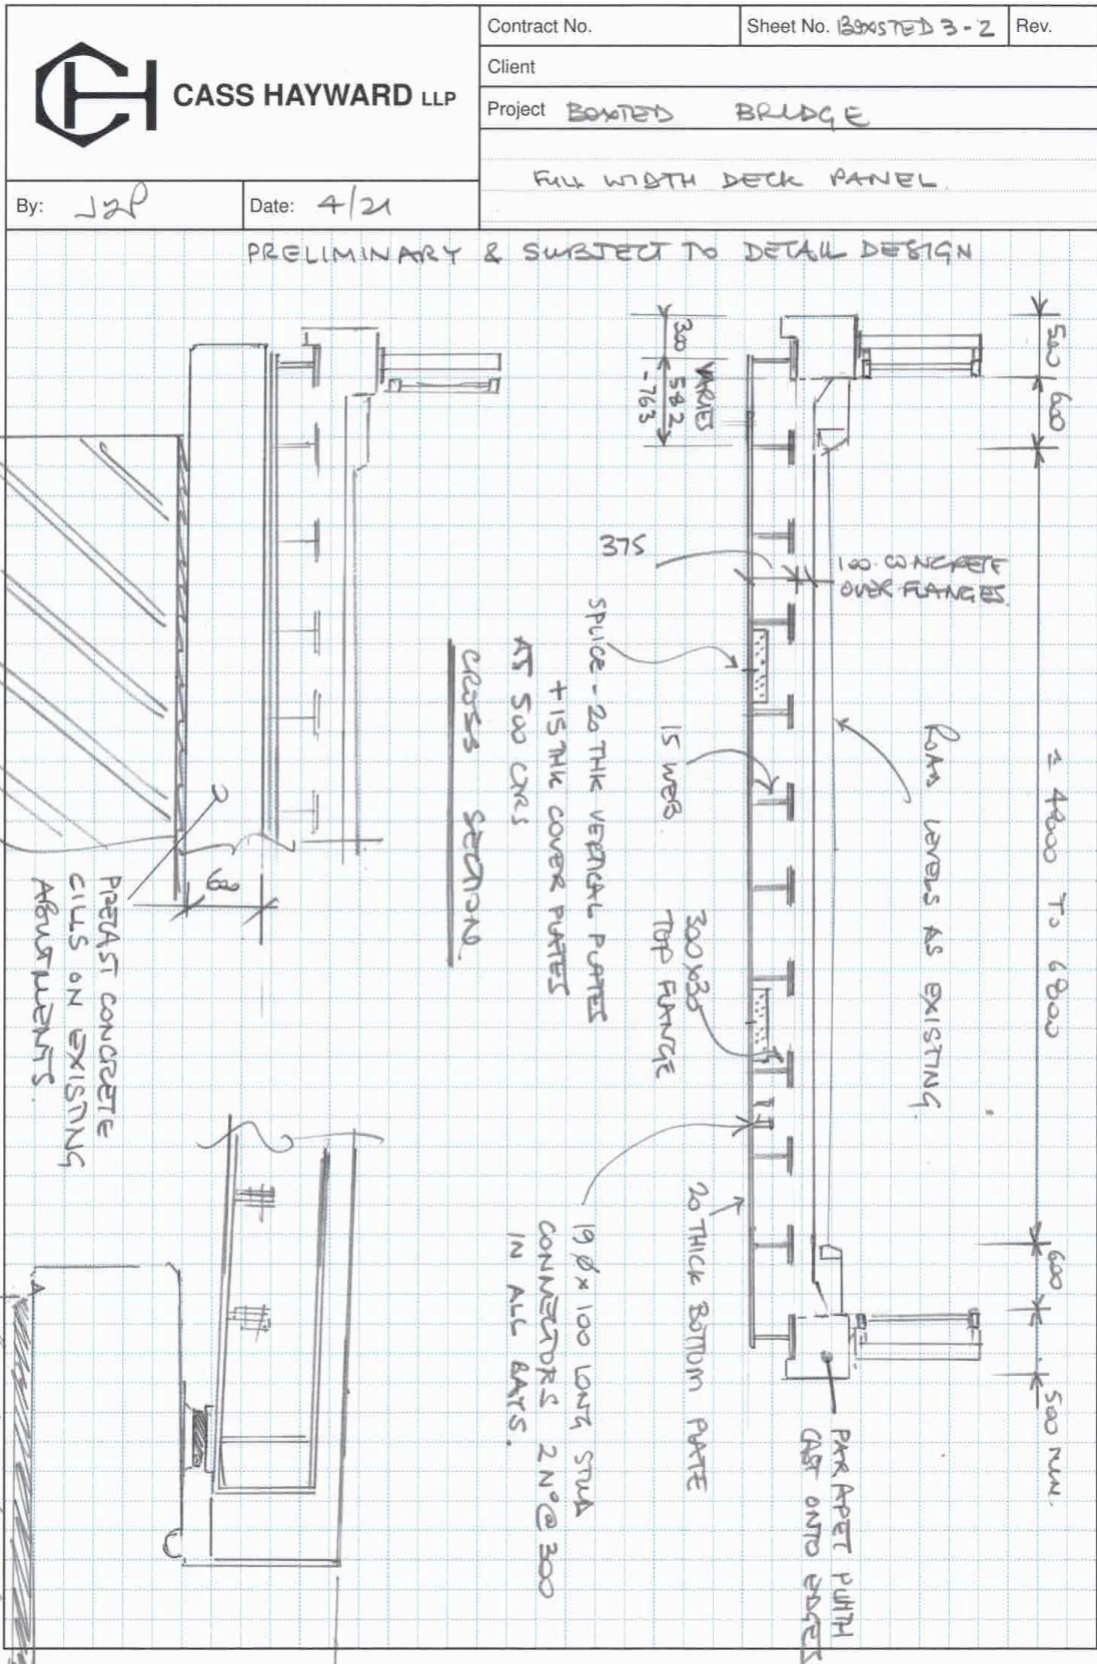 CASS HAYWARD LLP
Contract No.
Sheet No. BOXSTED 3-2
Rev.
Client
Project BOXTED BRIDGE
FULL WIDTH DECK PANEL.
By:
Date: 4/21
PRELIMINARY & SUBJECT TO DETAIL DESIGN
500
600
= 4800 TO 6800
600
500 MIN.
300
VARIES
582
-763
375
100 CONCRETE
OVER FLANGES.
ROAD LEVELS AS EXISTING.
PARAPET PLINTH
CAST ONTO EDGES
15 WEB
300x30
TOP FLANGE
20 THICK BOTTOM PLATE
SPLICE - 20 THK VERTICAL PLATES
+ 15 THK COVER PLATES
AT 500 CRS
19 Ø x 100 LONG STUD
CONNECTORS 2 Nº @ 300
IN ALL BAYS.
CROSS SECTION.
PRECAST CONCRETE
CILLS ON EXISTING
ABUTMENTS.